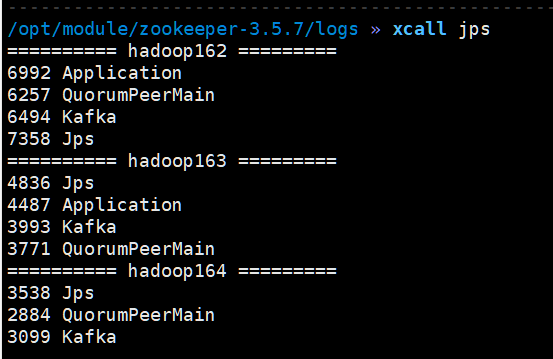 /opt/module/zookeeper-3.5.7/logs » xcall jps
========== hadoop162 =========
6992 Application
6257 QuorumPeerMain
6494 Kafka
7358 Jps
========== hadoop163 =========
4836 Jps
4487 Application
3993 Kafka
3771 QuorumPeerMain
========== hadoop164 =========
3538 Jps
2884 QuorumPeerMain
3099 Kafka